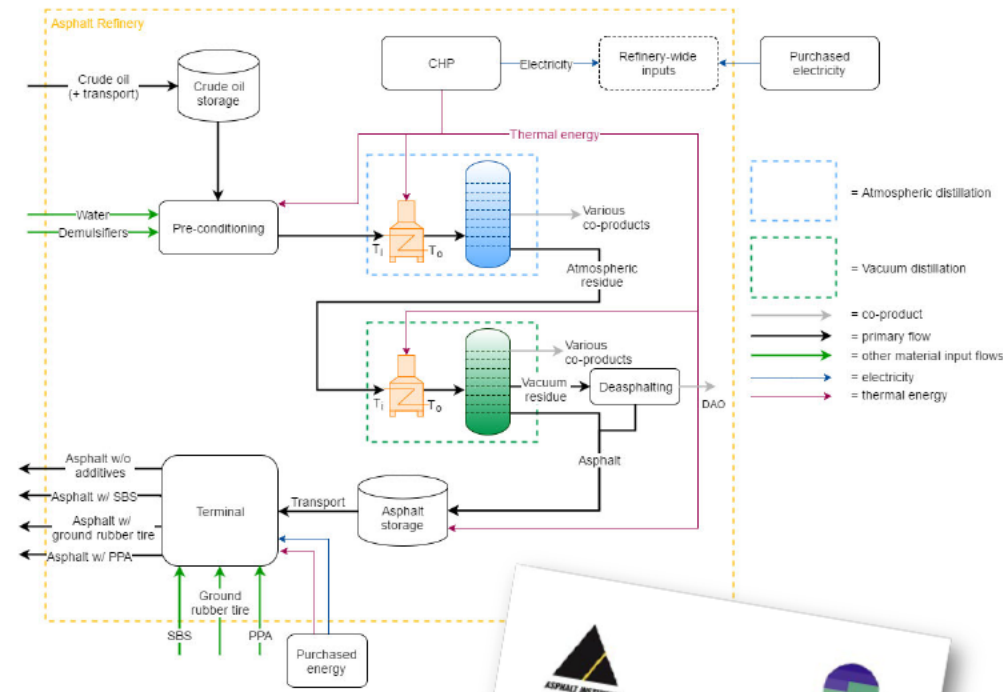 Asphalt Refinery
Crude oil
(+ transport)
Crude oil
storage
CHP
Electricity
Refinery-wide
inputs
Purchased
electricity
Thermal energy
Water
Demulsifiers
Pre-conditioning
Ti
To
Various
co-products
Atmospheric
residue
= Atmospheric distillation
= Vacuum distillation
= co-product
= primary flow
= other material input flows
= electricity
= thermal energy
Ti
To
Various
co-products
Vacuum
residue
Deasphalting
DAO
Asphalt
Asphalt w/o
additives
Asphalt w/ SBS
Asphalt w/
ground rubber tire
Asphalt w/ PPA
Terminal
Transport
Asphalt
storage
SBS
Ground
rubber tire
PPA
Purchased
energy